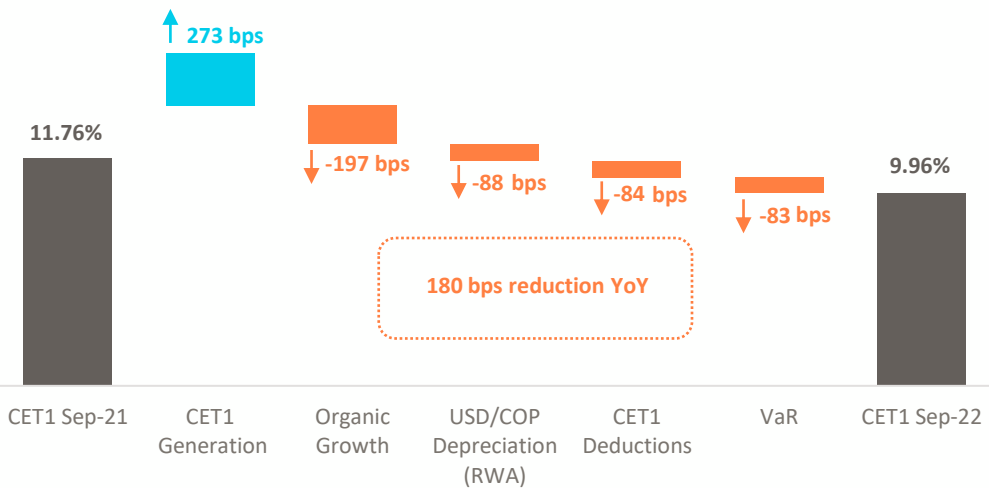 273 bps
11.76%
-197 bps
-88 bps
-84 bps
-83 bps
9.96%
180 bps reduction YoY
CET1 Sep-21
CET1
Generation
Organic
Growth
USD/COP
Depreciation
(RWA)
CET1
Deductions
VaR
CET1 Sep-22